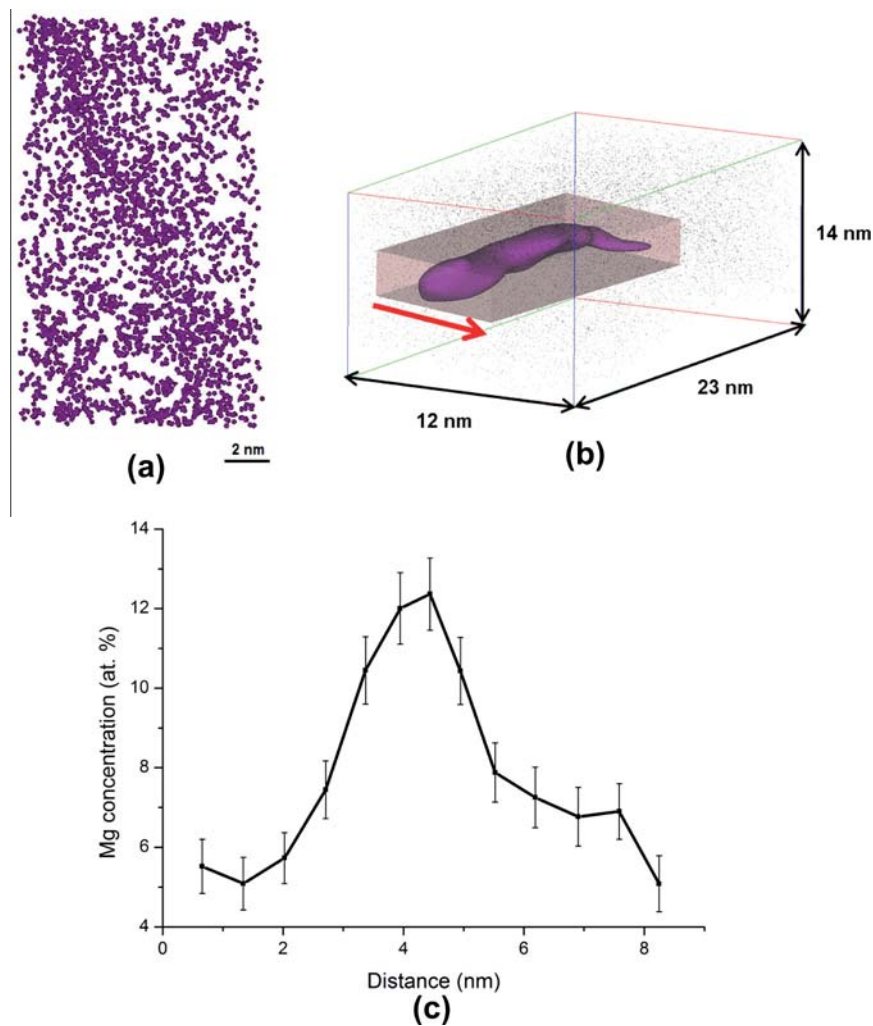 (a)
2 nm
14 nm
23 nm
12 nm
(b)
14
12
10
8
6
4
0 2 4 6 8
Mg concentration (at. %)
Distance (nm)
(c)